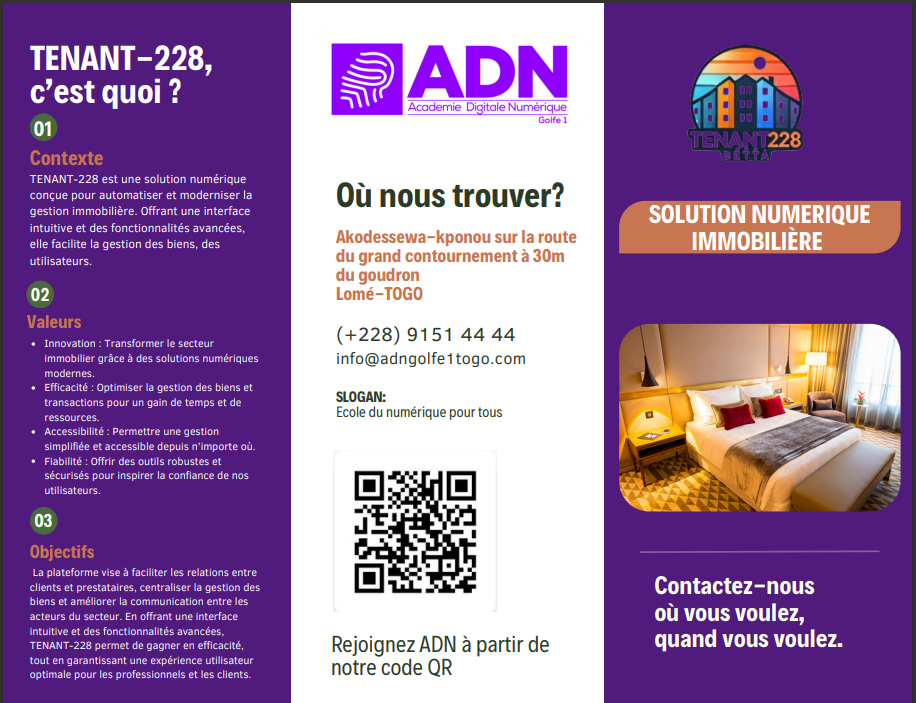 TENANT-228,
c'est quoi ?
01
Contexte
TENANT-228 est une solution numérique
conçue pour automatiser et moderniser la
gestion immobilière. Offrant une interface
intuitive et des fonctionnalités avancées,
elle facilite la gestion des biens, des
utilisateurs.
02
Valeurs
• Innovation : Transformer le secteur
immobilier grâce à des solutions numériques
modernes.
• Efficacité : Optimiser la gestion des biens et
transactions pour un gain de temps et de
ressources.
• Accessibilité : Permettre une gestion
simplifiée et accessible depuis n'importe où.
• Fiabilité : Offrir des outils robustes et
sécurisés pour inspirer la confiance de nos
utilisateurs.
03
Objectifs
La plateforme vise à faciliter les relations entre
clients et prestataires, centraliser la gestion des
biens et améliorer la communication entre les
acteurs du secteur. En offrant une interface
intuitive et des fonctionnalités avancées,
TENANT-228 permet de gagner en efficacité,
tout en garantissant une expérience utilisateur
optimale pour les professionnels et les clients.
ADN
Academie Digitale Numérique
Golfe 1
Où nous trouver?
Akodessewa-kponou sur la route
du grand contournement à 30m
du goudron
Lomé-TOGO
(+228) 9151 44 44
info@adngolfe1togo.com
SLOGAN:
Ecole du numérique pour tous
Rejoignez ADN à partir de
notre code QR
TENANT228
BÉTTA
SOLUTION NUMERIQUE
IMMOBILIÈRE
Contactez-nous
où vous voulez,
quand vous voulez.